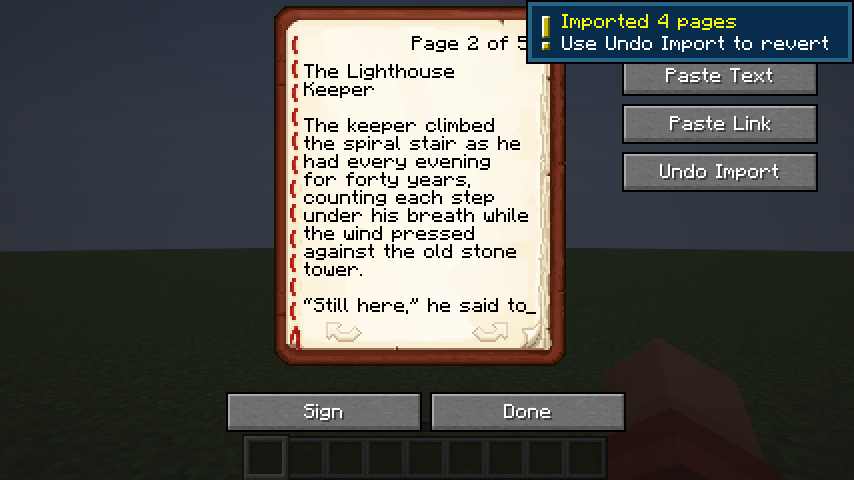 Imported 4 pages
Use Undo Import to revert
Page 2 of 5
The Lighthouse
Keeper
The keeper climbed
the spiral stair as he
had every evening
for forty years,
counting each step
under his breath while
the wind pressed
against the old stone
tower.
“Still here,” he said to_
Paste Text
Paste Link
Undo Import
Sign
Done